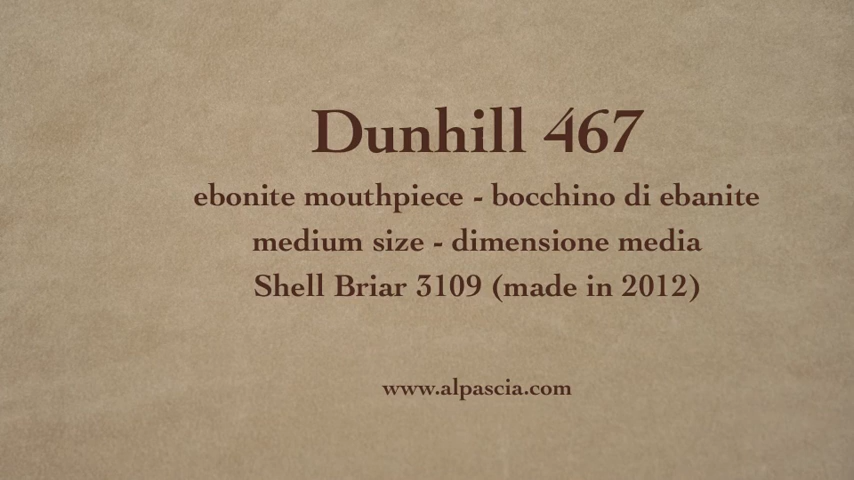 Dunhill 467
ebonite mouthpiece - bocchino di ebanite
medium size - dimensione media
Shell Briar 3109 (made in 2012)
www.alpascia.com